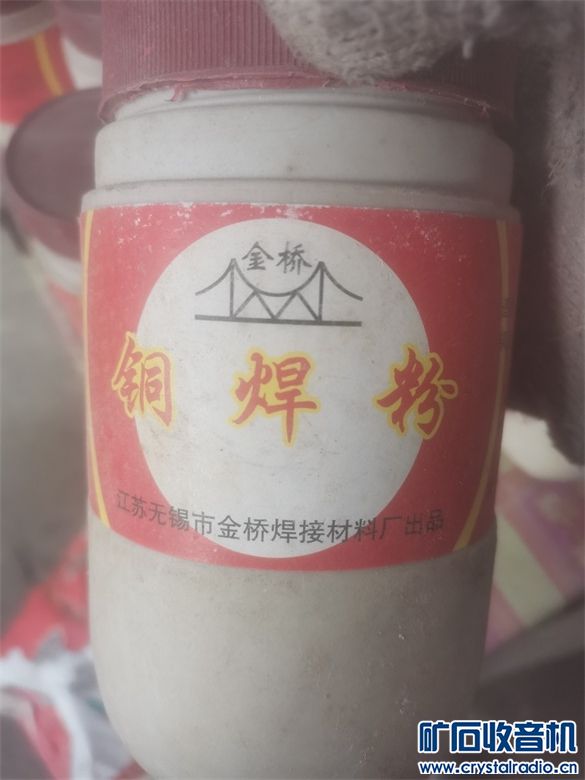 金桥
铜焊粉
江苏无锡市金桥焊接材料厂出品
矿石收音机
www.crystalradio.cn